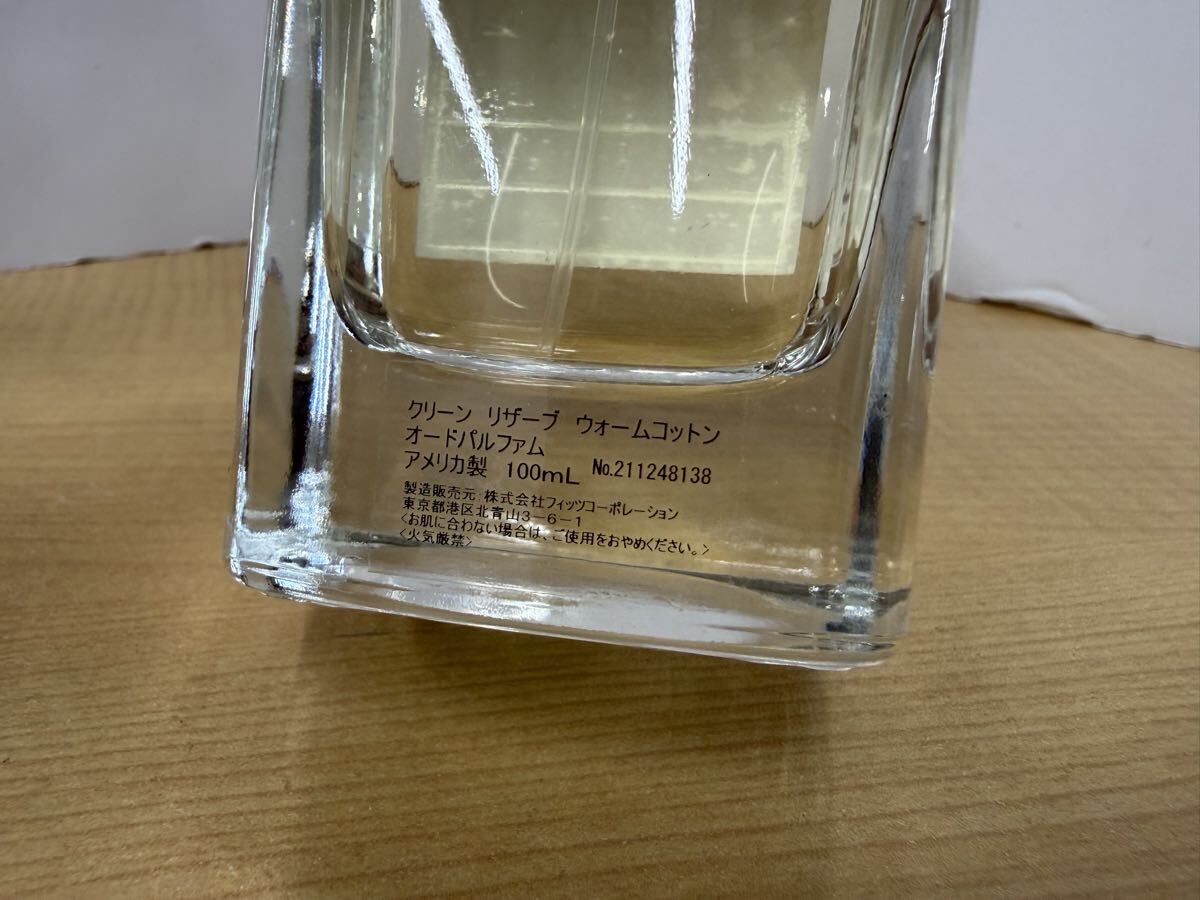 クリーン リザーブ ウォームコットン
オードパルファム
アメリカ製 100mL No.211248138
製造販売元:株式会社フィッツコーポレーション
東京都港区北青山3-6-1
<お肌に合わない場合は、ご使用をおやめください。>
<火気厳禁>